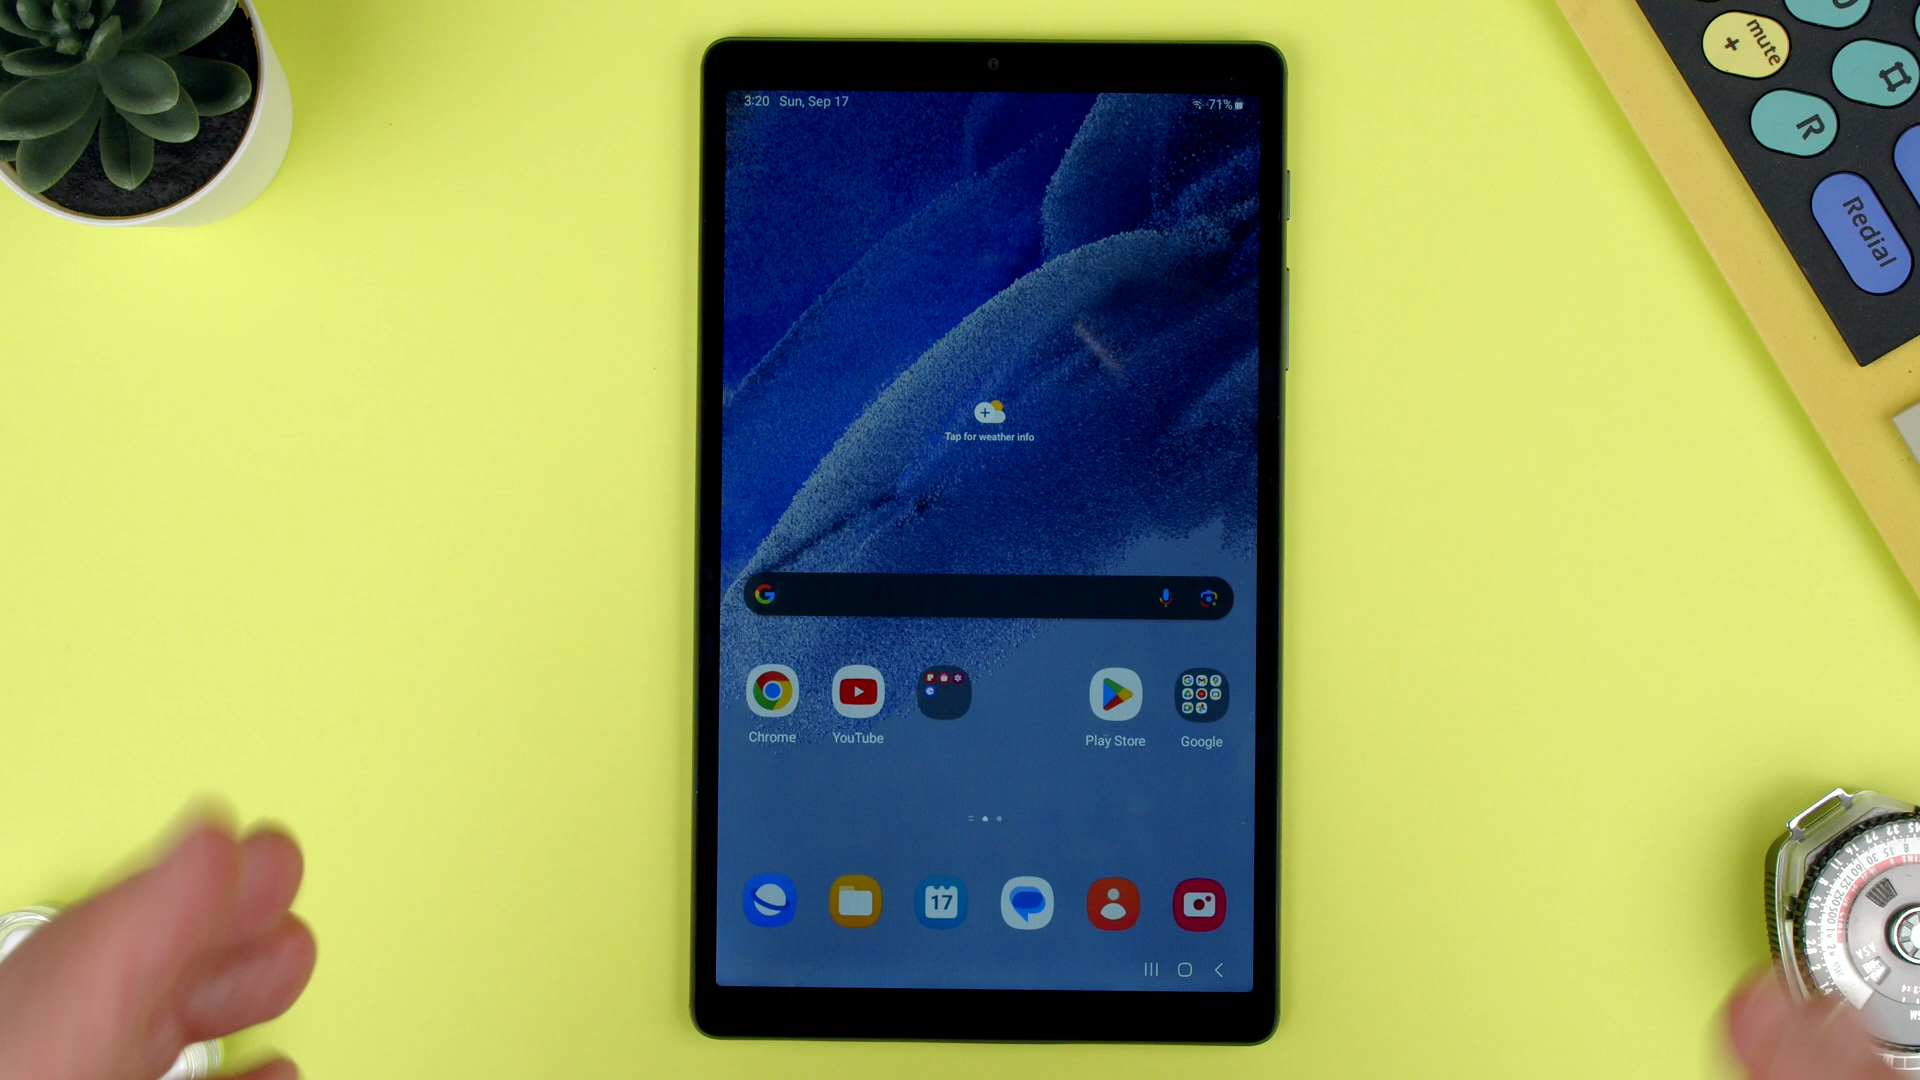 3:20 Sun, Sep 17
71%
Tap for weather info
Chrome
YouTube
Play Store
Google
17
+
mute
R
Redial